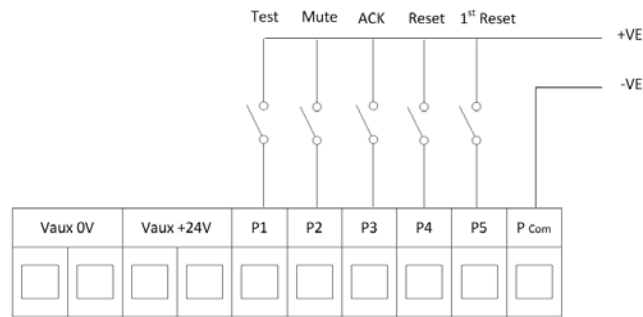 Test Mute ACK Reset 1st Reset
+VE
-VE
Vaux 0V Vaux +24V P1 P2 P3 P4 P5 P Com